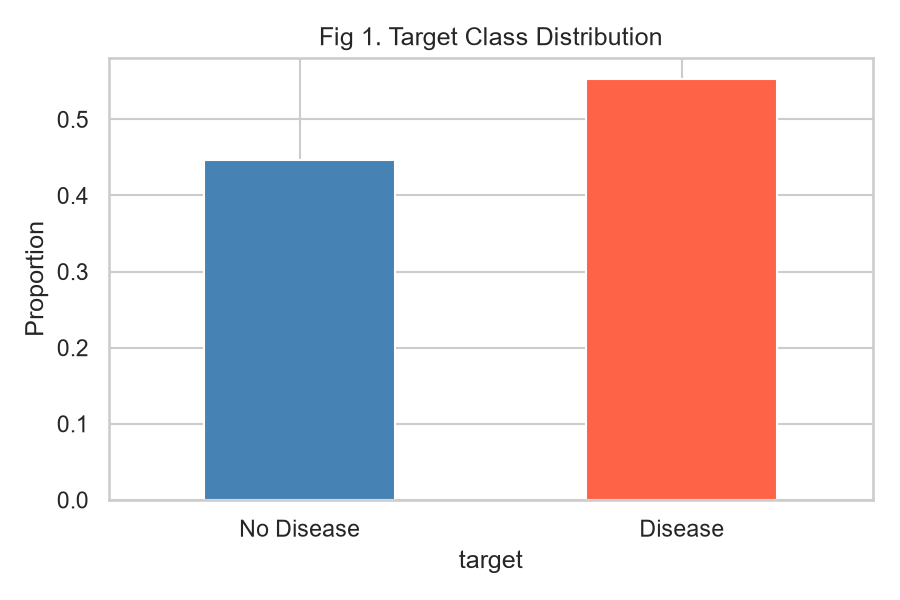 Fig 1. Target Class Distribution
Proportion
0.5
0.4
0.3
0.2
0.1
0.0
No Disease
Disease
target